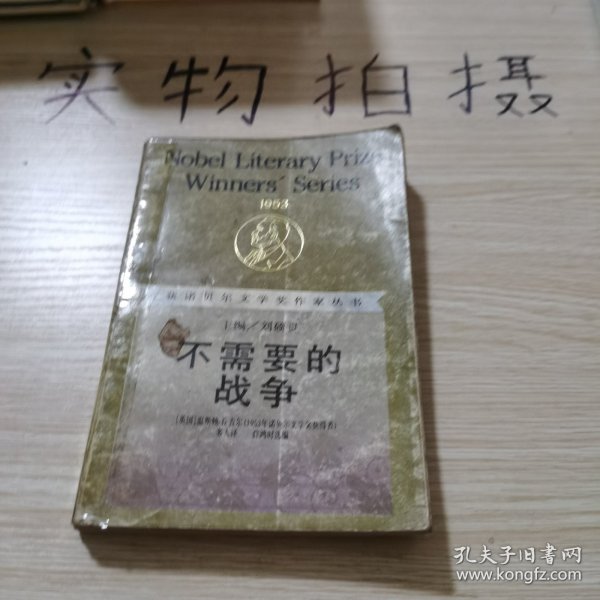 实物拍摄
Nobel Literary Prize
Winners' Series
1953
获诺贝尔文学奖作家丛书
主编／刘硕良
不需要的
战争
孔夫子旧书网
www.kongfz.com